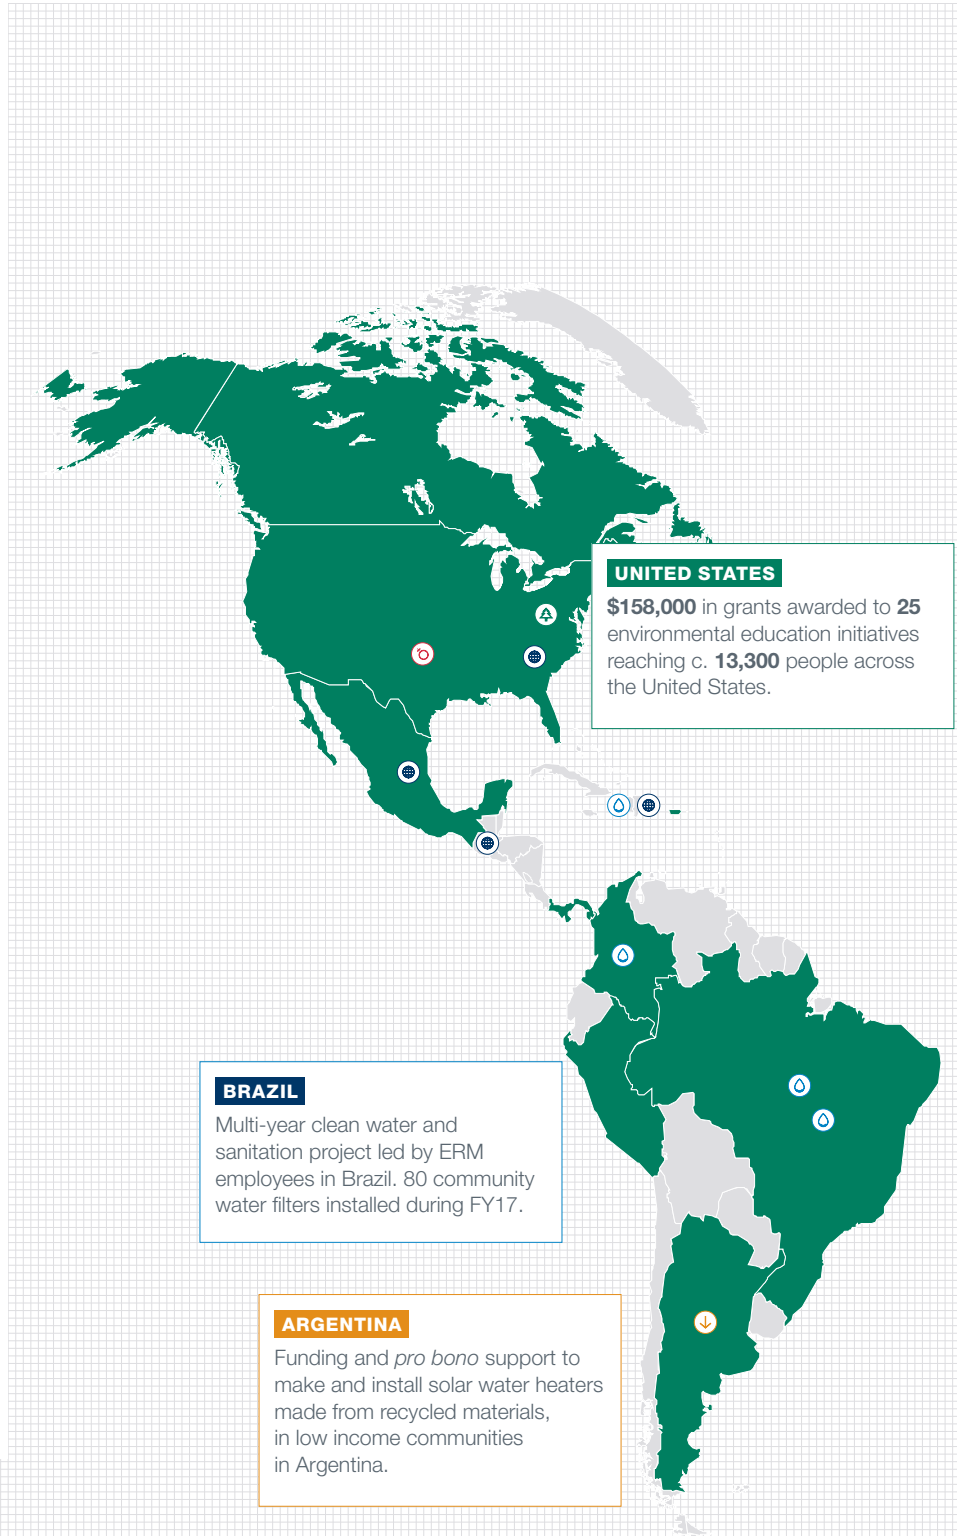 UNITED STATES
$158,000 in grants awarded to 25
environmental education initiatives
reaching c. 13,300 people across
the United States.
BRAZIL
Multi-year clean water and
sanitation project led by ERM
employees in Brazil. 80 community
water filters installed during FY17.
ARGENTINA
Funding and pro bono support to
make and install solar water heaters
made from recycled materials,
in low income communities
in Argentina.